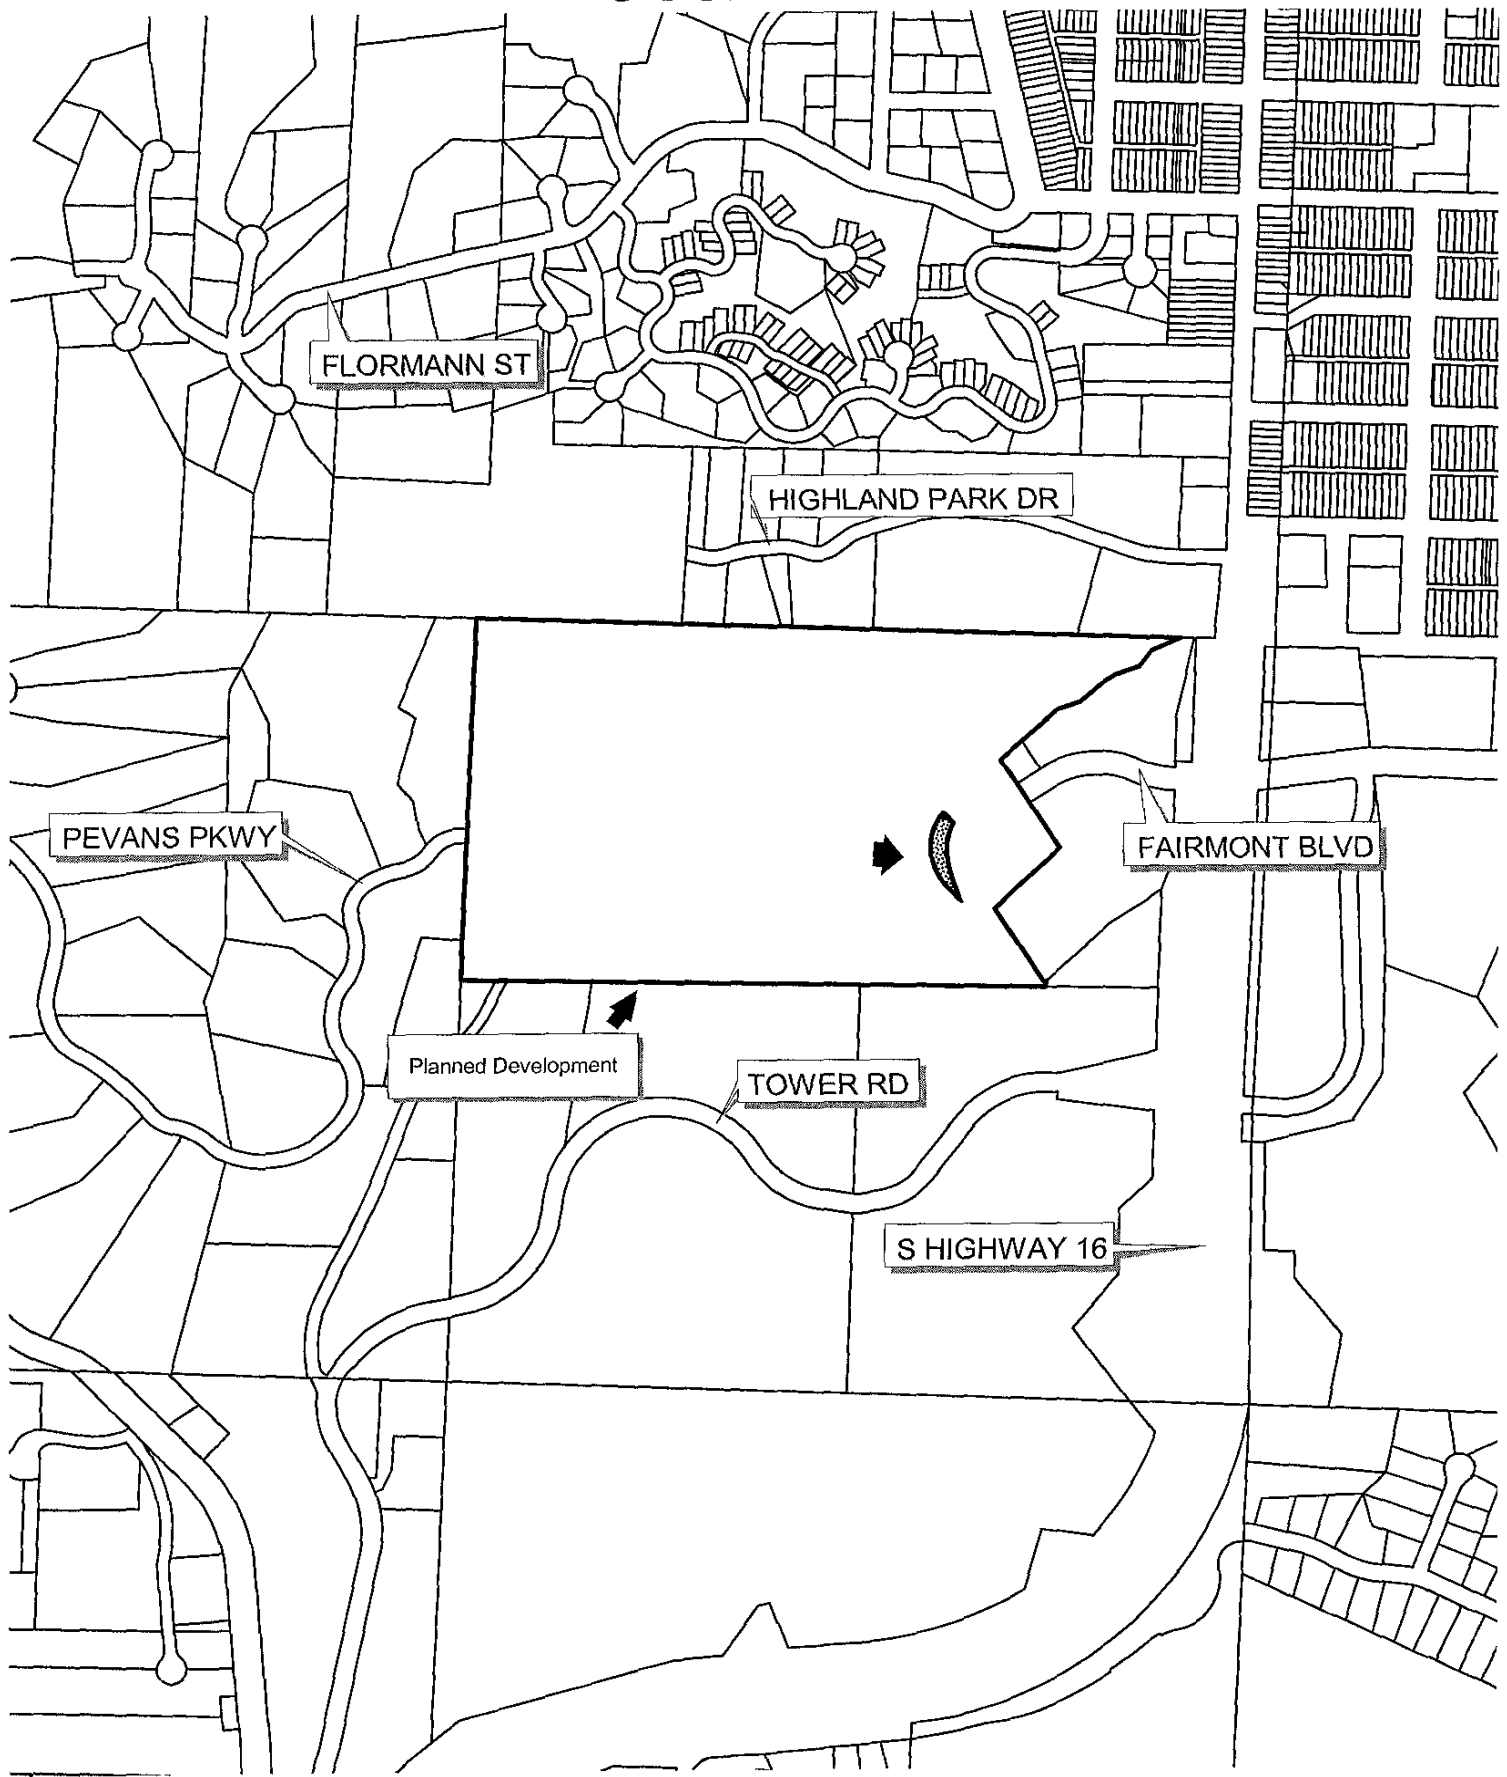 FLORMANN ST
HIGHLAND PARK DR
PEVANS PKWY
FAIRMONT BLVD
Planned Development
TOWER RD
S HIGHWAY 16